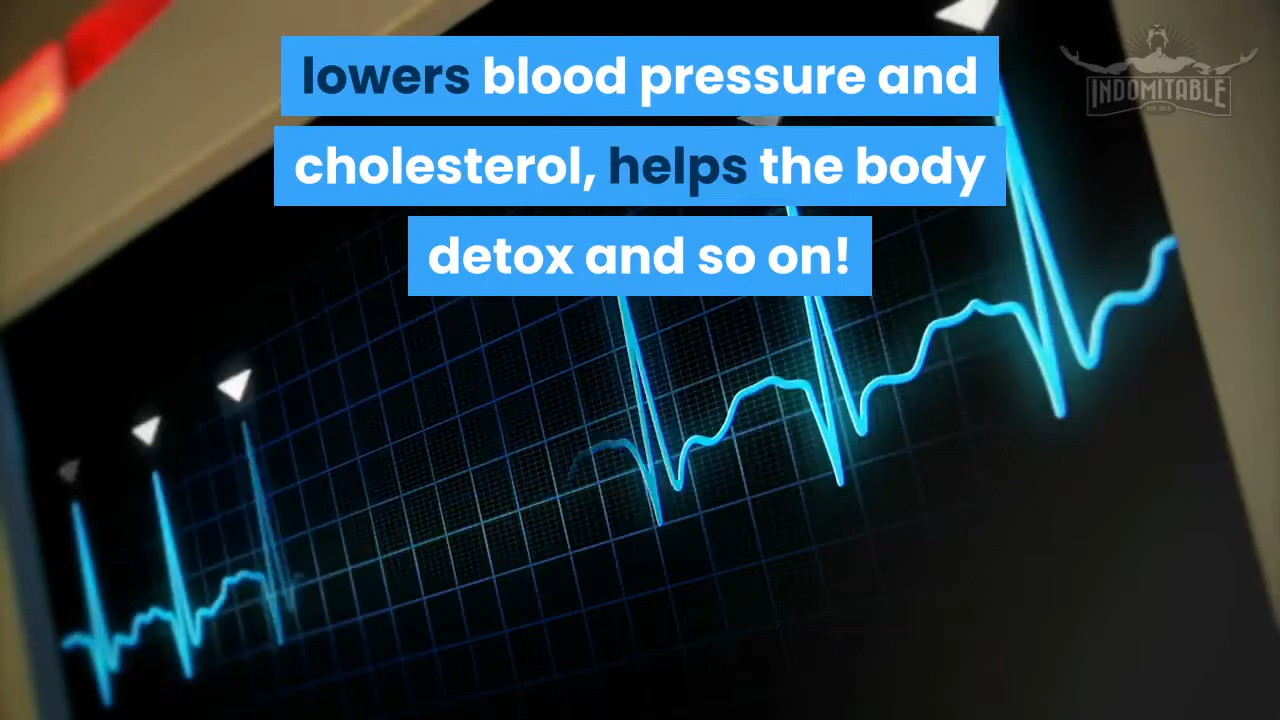 lowers blood pressure and
cholesterol, helps the body
detox and so on!
INDOMITABLE